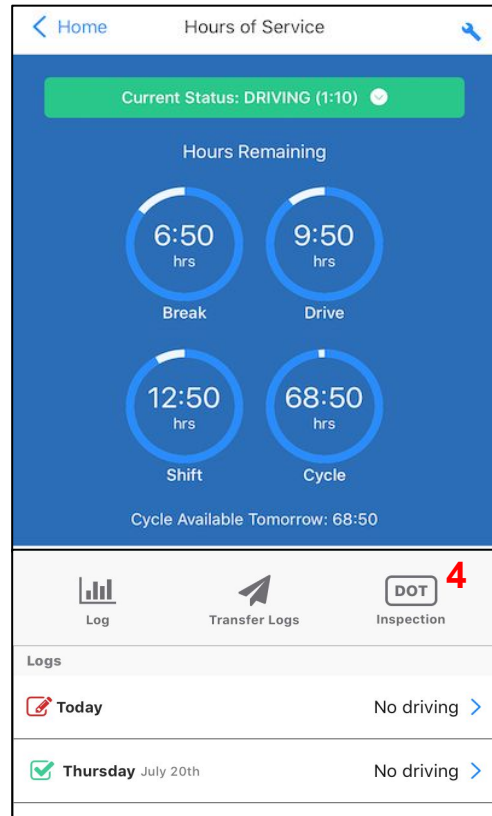 Home Hours of Service
Current Status: DRIVING (1:10)
Hours Remaining
6:50 9:50
hrs hrs
Break Drive
12:50 68:50
hrs hrs
Shift Cycle
Cycle Available Tomorrow: 68:50
DOT 4
Log Transfer Logs Inspection
Logs
Today No driving
Thursday July 20th No driving